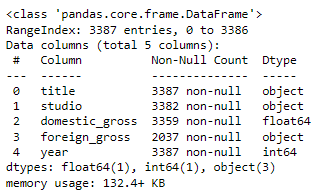 <class 'pandas.core.frame.DataFrame'>
RangeIndex: 3387 entries, 0 to 3386
Data columns (total 5 columns):
 #   Column          Non-Null Count  Dtype
---  ------          --------------  -----
 0   title           3387 non-null   object
 1   studio          3382 non-null   object
 2   domestic_gross  3359 non-null   float64
 3   foreign_gross   2037 non-null   object
 4   year            3387 non-null   int64
dtypes: float64(1), int64(1), object(3)
memory usage: 132.4+ KB